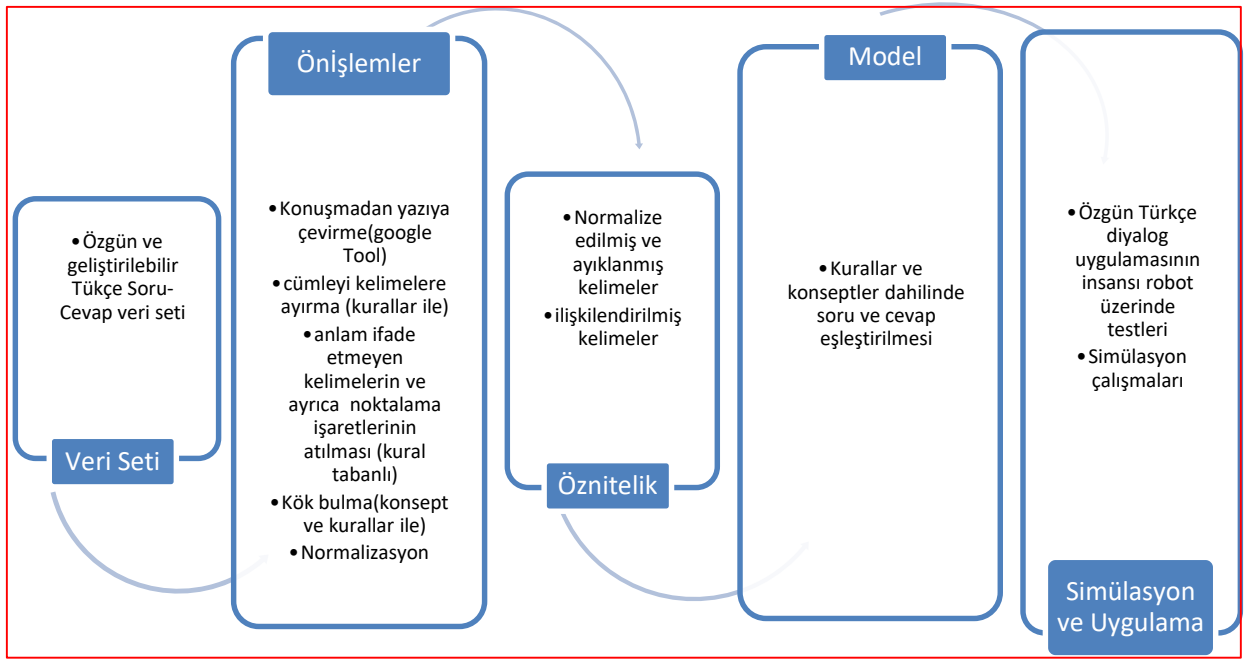 • Özgün ve
geliştirilebilir
Tükçe Soru-
Cevap veri seti
Veri Seti
Önİşlemler
• Konuşmadan yazıya
çevirme(google
Tool)
• cümleyi kelimelere
ayırma (kurallar ile)
• anlam ifade
etmeyen
kelimelerin ve
ayrıca noktalama
işaretlerinin
atılması (kural
tabanlı)
• Kök bulma(konsept
ve kurallar ile)
• Normalizasyon
• Normalize
edilmiş ve
ayıklanmış
kelimeler
• ilişkilendirilmiş
kelimeler
Öznitelik
Model
• Kurallar ve
konseptler dahilinde
soru ve cevap
eşleştirilmesi
• Özgün Türkçe
diyalog
uygulamasının
insansı robot
üzerinde
testleri
• Simülasyon
çalışmaları
Simülasyon
ve Uygulama